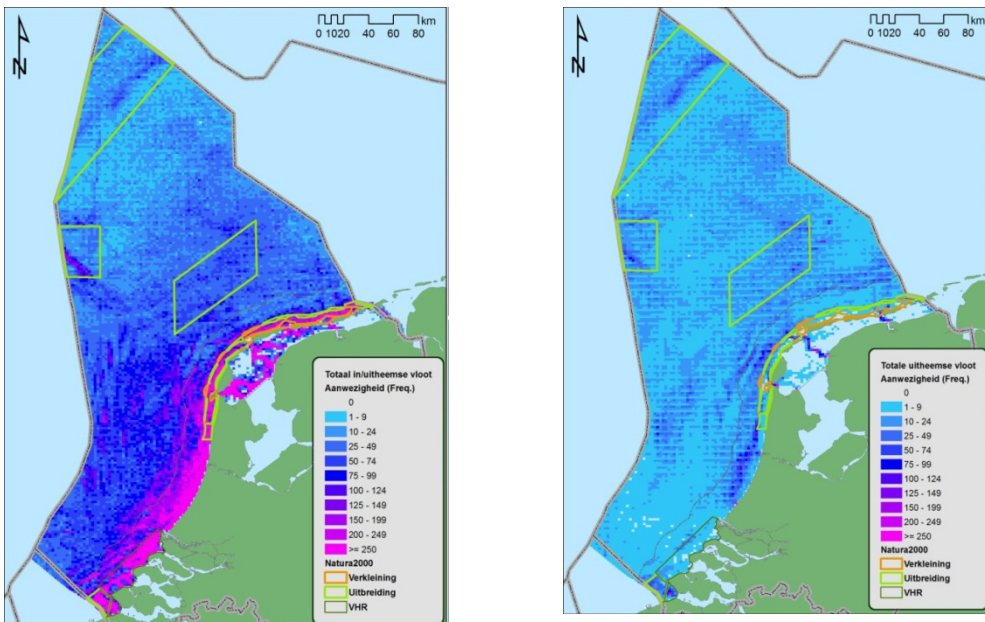 km
0 1020 40 60 80
N
Totaal in/uitheemse vloot
Aanwezigheid (Freq.)
0
1 - 9
10 - 24
25 - 49
50 - 74
75 - 99
100 - 124
125 - 149
150 - 199
200 - 249
>= 250
Natura2000
Verkleining
Uitbreiding
VHR
km
0 1020 40 60 80
N
Totale uitheemse vloot
Aanwezigheid (Freq.)
0
1 - 9
10 - 24
25 - 49
50 - 74
75 - 99
100 - 124
125 - 149
150 - 199
200 - 249
>= 250
Natura2000
Verkleining
Uitbreiding
VHR